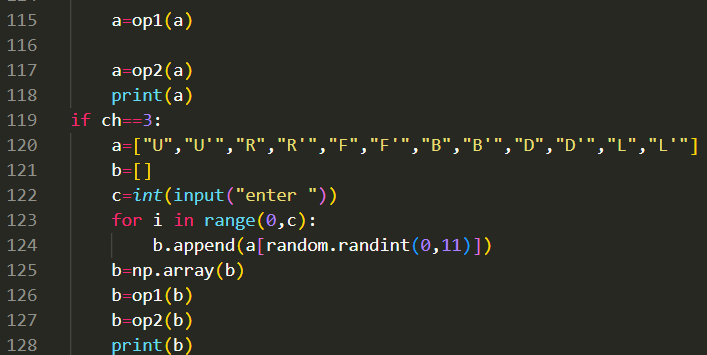 115 a=op1(a)
116
117 a=op2(a)
118 print(a)
119 if ch==3:
120 a=["U","U'","R","R'","F","F'","B","B'","D","D'","L","L'"]
121 b=[]
122 c=int(input("enter "))
123 for i in range(0,c):
124 b.append(a[random.randint(0,11)])
125 b=np.array(b)
126 b=op1(b)
127 b=op2(b)
128 print(b)